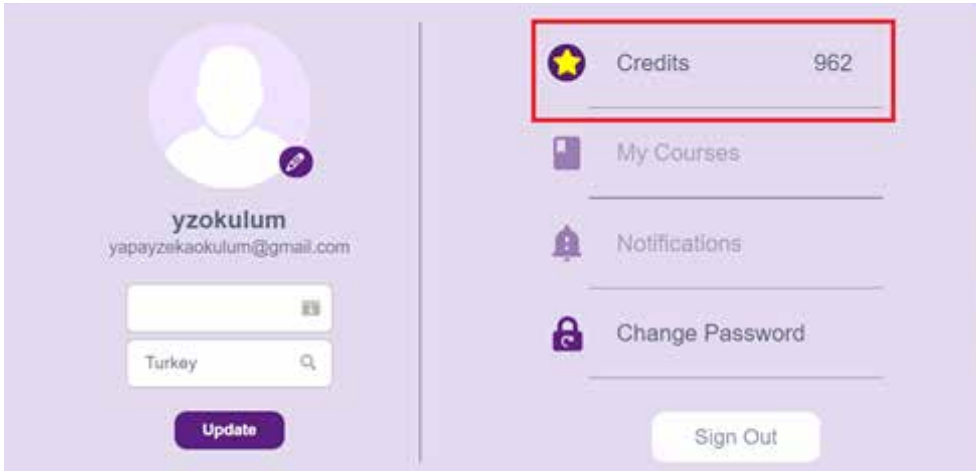 yzokulum
yapayzekaokulum@gmail.com
Turkey
Update
Credits 962
My Courses
Notifications
Change Password
Sign Out